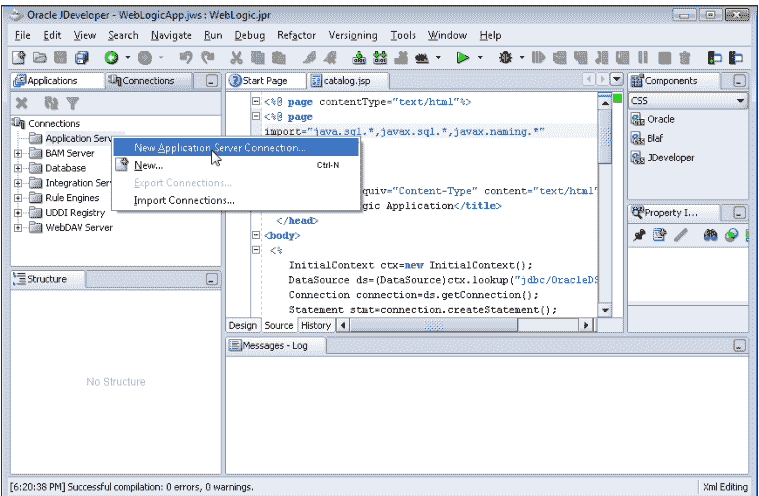 Oracle JDeveloper - WebLogicApp.jws : WebLogic.jpr
File Edit View Search Navigate Run Debug Refactor Versigning Tools Window Help
Applications Connections
Start Page catalog.jsp
Components
CSS
Oracle
Blaf
JDeveloper
Connections
Application Serv
BAM Server
Database
Integration Ser
Rule Engines
UDDI Registry
WebDAV Server
New Application Server Connection...
New... Ctrl-N
Export Connections...
Import Connections...
<%@ page contentType="text/html"%>
<%@ page
import="java.sql.*,javax.sql.*,javax.naming.*"
quiv="Content-Type" content="text/html"
gic Application</title>
</head>
<body>
<%
InitialContext ctx=new InitialContext();
DataSource ds=(DataSource)ctx.lookup("jdbc/OracleDS
Connection connection=ds.getConnection();
Statement stmt=connection.createStatement();
Design Source History
Property I...
Structure
No Structure
Messages - Log
[6:20:38 PM] Successful compilation: 0 errors, 0 warnings.
Xml Editing